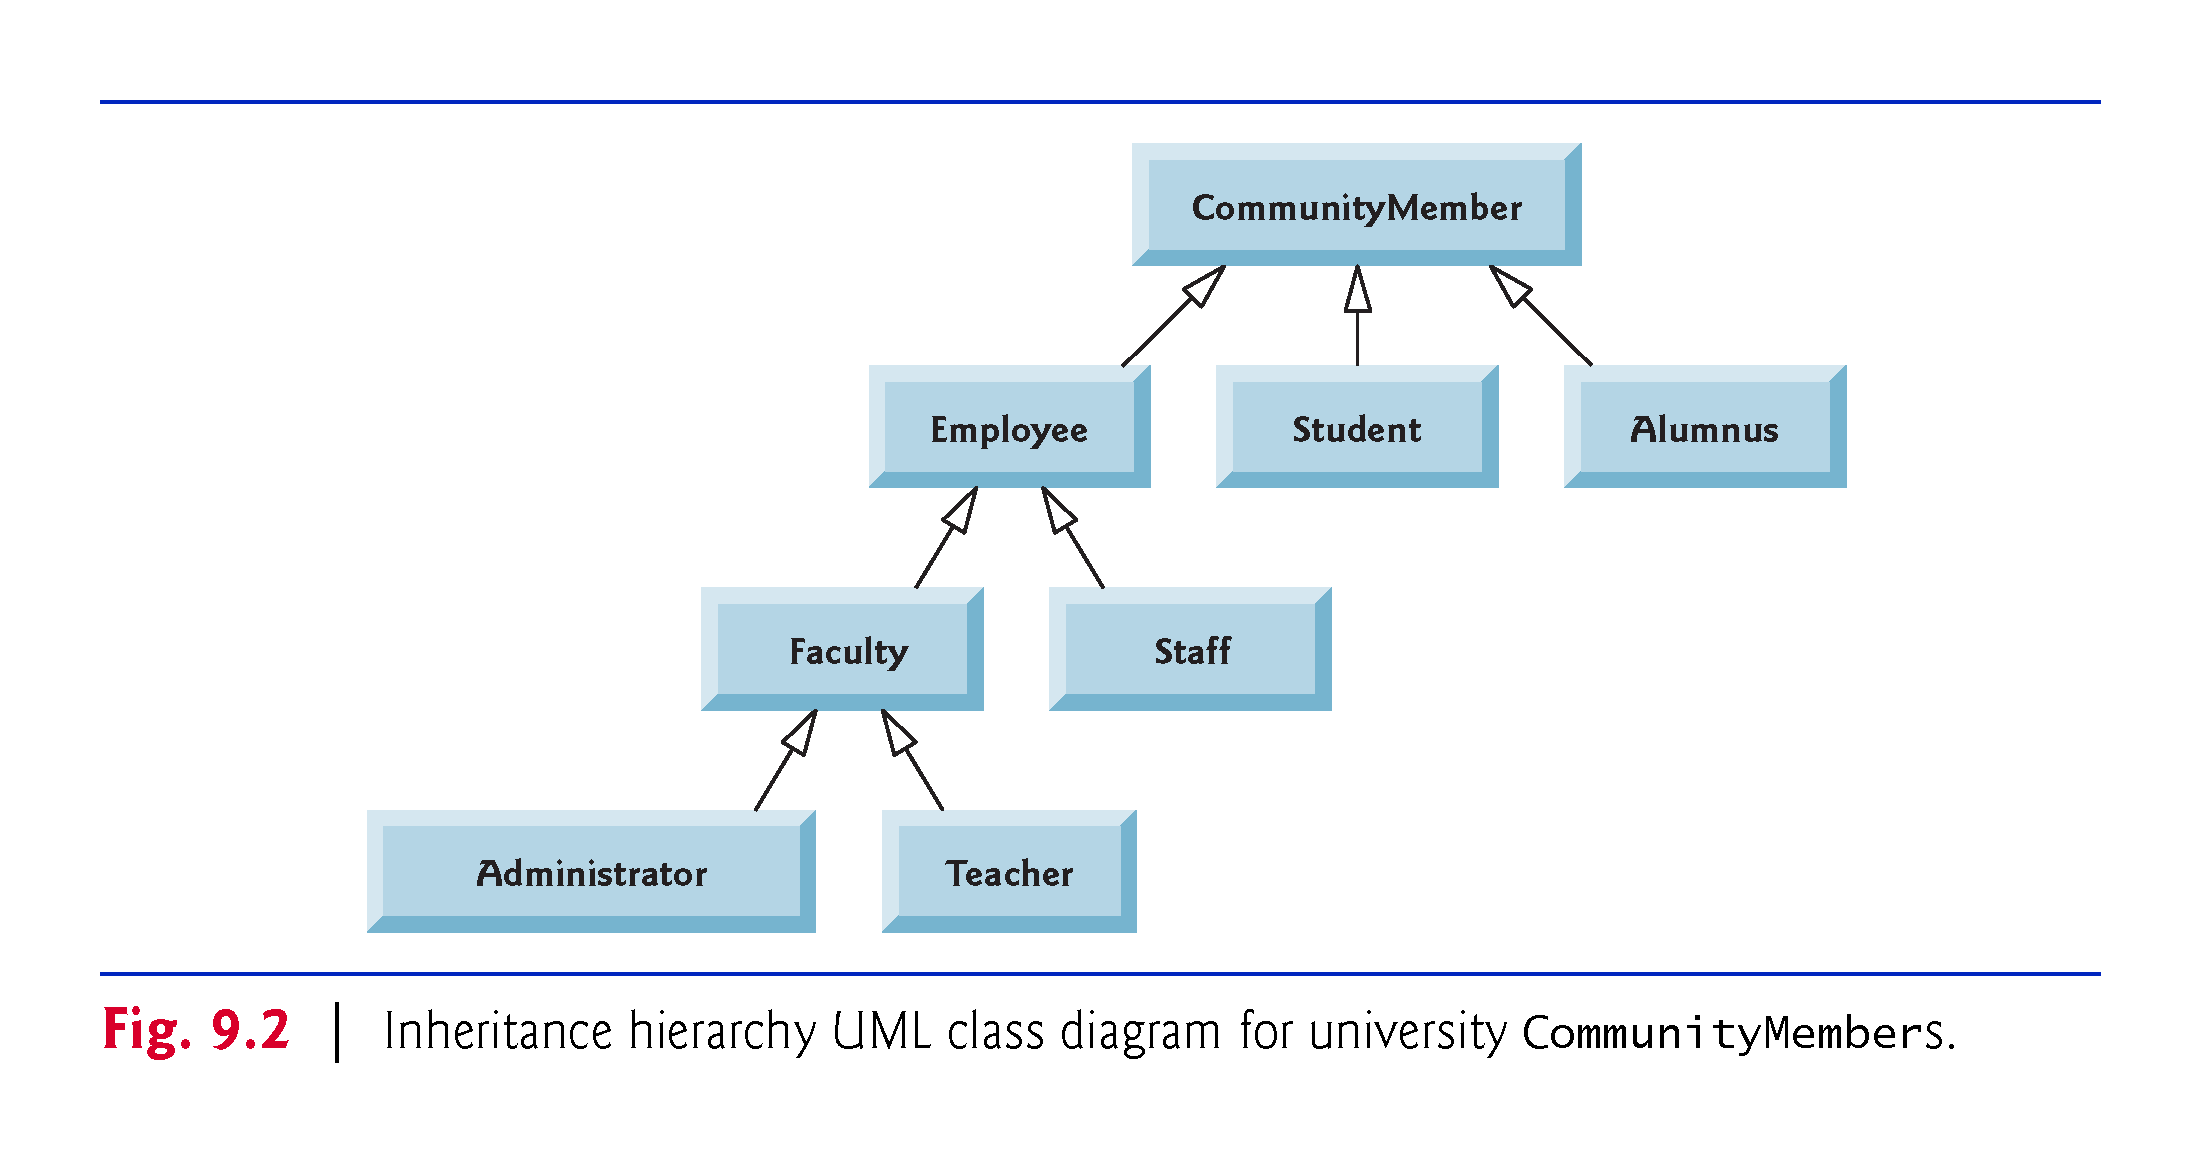 CommunityMember
Employee
Student
Alumnus
Faculty
Staff
Administrator
Teacher
Fig. 9.2 | Inheritance hierarchy UML class diagram for university CommunityMembers.